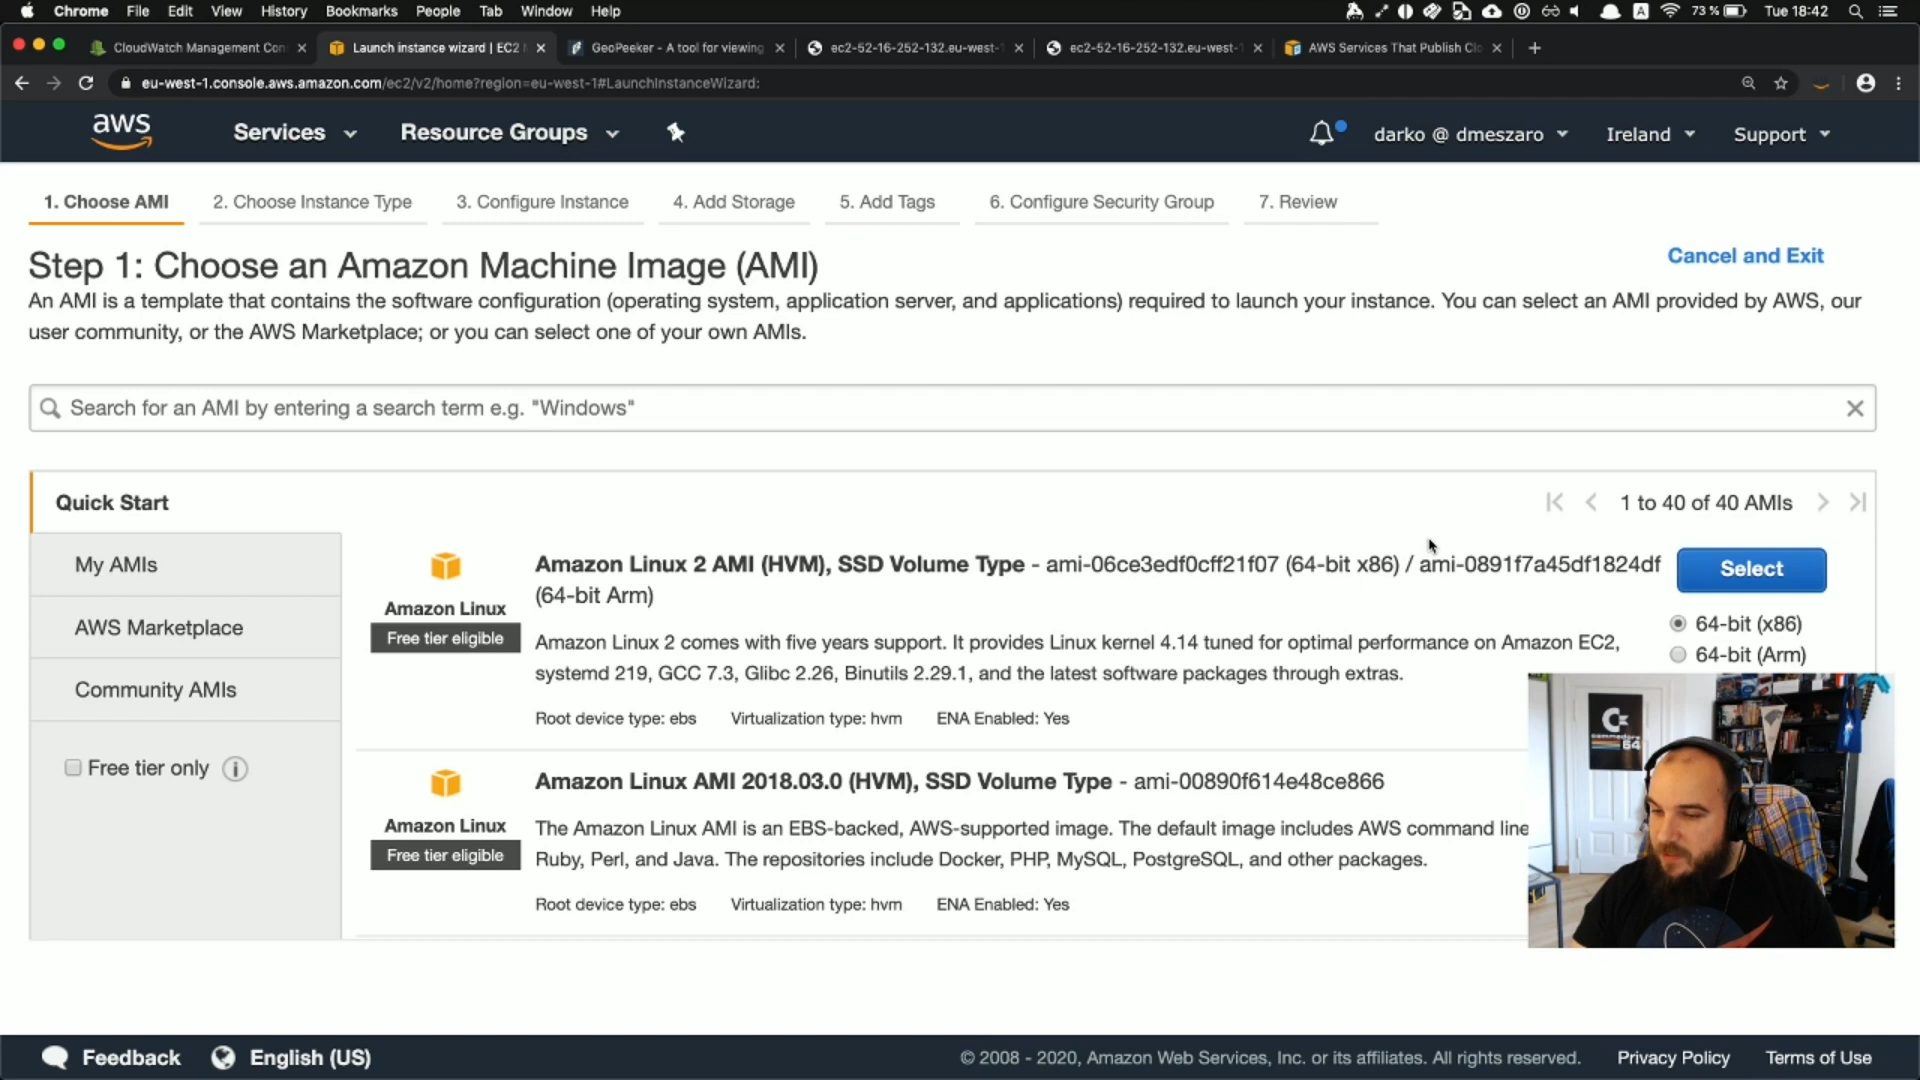 Chrome File Edit View History Bookmarks People Tab Window Help 73 % Tue 18:42
CloudWatch Management Con Launch instance wizard | EC2 GeoPeeker - A tool for viewing ec2-52-16-252-132.eu-west- ec2-52-16-252-132.eu-west-1 AWS Services That Publish Clo
eu-west-1.console.aws.amazon.com/ec2/v2/home?region=eu-west-1#LaunchInstanceWizard:
aws Services Resource Groups darko @ dmeszaro Ireland Support
1. Choose AMI 2. Choose Instance Type 3. Configure Instance 4. Add Storage 5. Add Tags 6. Configure Security Group 7. Review
Step 1: Choose an Amazon Machine Image (AMI)
Cancel and Exit
An AMI is a template that contains the software configuration (operating system, application server, and applications) required to launch your instance. You can select an AMI provided by AWS, our
user community, or the AWS Marketplace; or you can select one of your own AMIs.
Search for an AMI by entering a search term e.g. "Windows"
Quick Start
1 to 40 of 40 AMIs
My AMIs
AWS Marketplace
Community AMIs
Free tier only
Amazon Linux
Free tier eligible
Amazon Linux 2 AMI (HVM), SSD Volume Type - ami-06ce3edf0cff21f07 (64-bit x86) / ami-0891f7a45df1824df
(64-bit Arm)
Amazon Linux 2 comes with five years support. It provides Linux kernel 4.14 tuned for optimal performance on Amazon EC2,
systemd 219, GCC 7.3, Glibc 2.26, Binutils 2.29.1, and the latest software packages through extras.
Root device type: ebs Virtualization type: hvm ENA Enabled: Yes
Select
64-bit (x86)
64-bit (Arm)
Amazon Linux
Free tier eligible
Amazon Linux AMI 2018.03.0 (HVM), SSD Volume Type - ami-00890f614e48ce866
The Amazon Linux AMI is an EBS-backed, AWS-supported image. The default image includes AWS command line
Ruby, Perl, and Java. The repositories include Docker, PHP, MySQL, PostgreSQL, and other packages.
Root device type: ebs Virtualization type: hvm ENA Enabled: Yes
commodore
64
Feedback English (US) © 2008 - 2020, Amazon Web Services, Inc. or its affiliates. All rights reserved. Privacy Policy Terms of Use